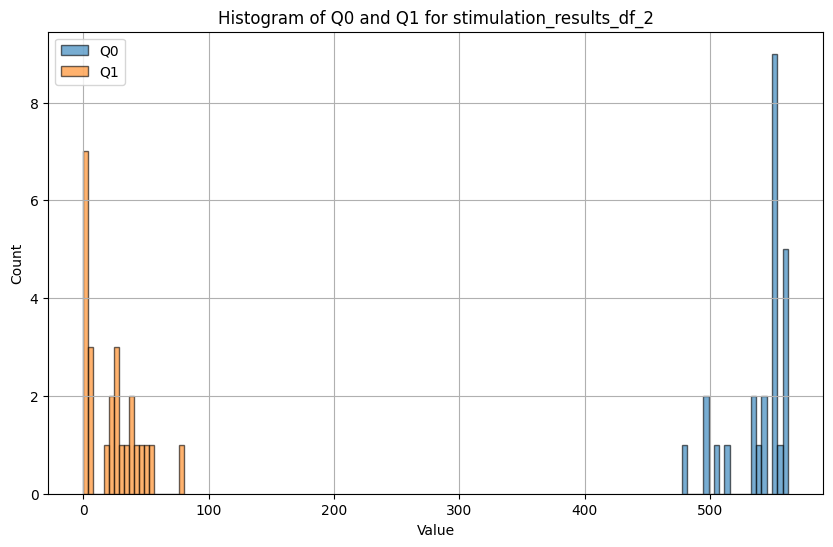 Histogram of Q0 and Q1 for stimulation_results_df_2
Q0
Q1
8
6
4
2
0
Count
0 100 200 300 400 500
Value